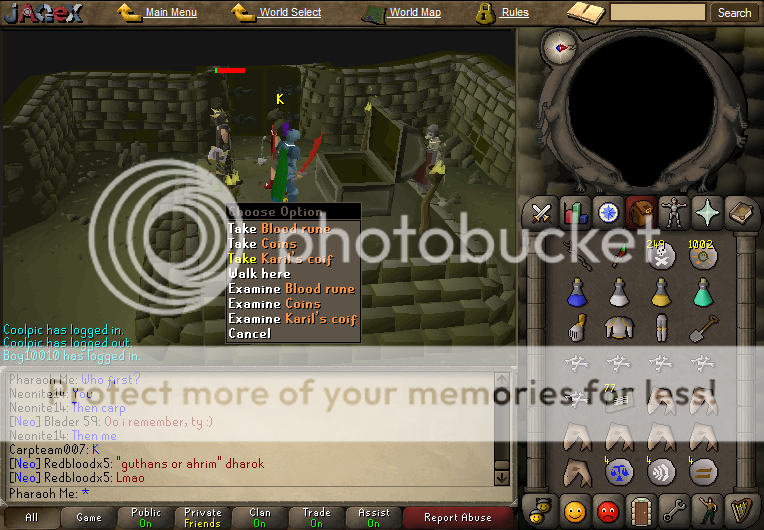 JAGeX
Main Menu
World Select
World Map
Rules
Search
K
Choose Option
Take Blood rune
Take Coins
Take Karil's coif
Walk here
Examine Blood rune
Examine Coins
Examine Karil's coif
Cancel
photobucket
249
1002
Coolpic has logged in.
Coolpic has logged out.
Boy10010 has logged in.
Protect more of your memories for less!
Pharaoh Me: Who first?
Neonite14: You
Neonite14: Then carp
[Neo] Blader 59: Oo i remember, ty :)
Neonite14: Then me
Carpteam007: K
[Neo] Redbloodx5: "guthans or ahrim" dharok
[Neo] Redbloodx5: Lmao
Pharaoh Me: *
77
4
4
4
All
Game
Public
On
Private
Friends
Clan
On
Trade
On
Assist
On
Report Abuse